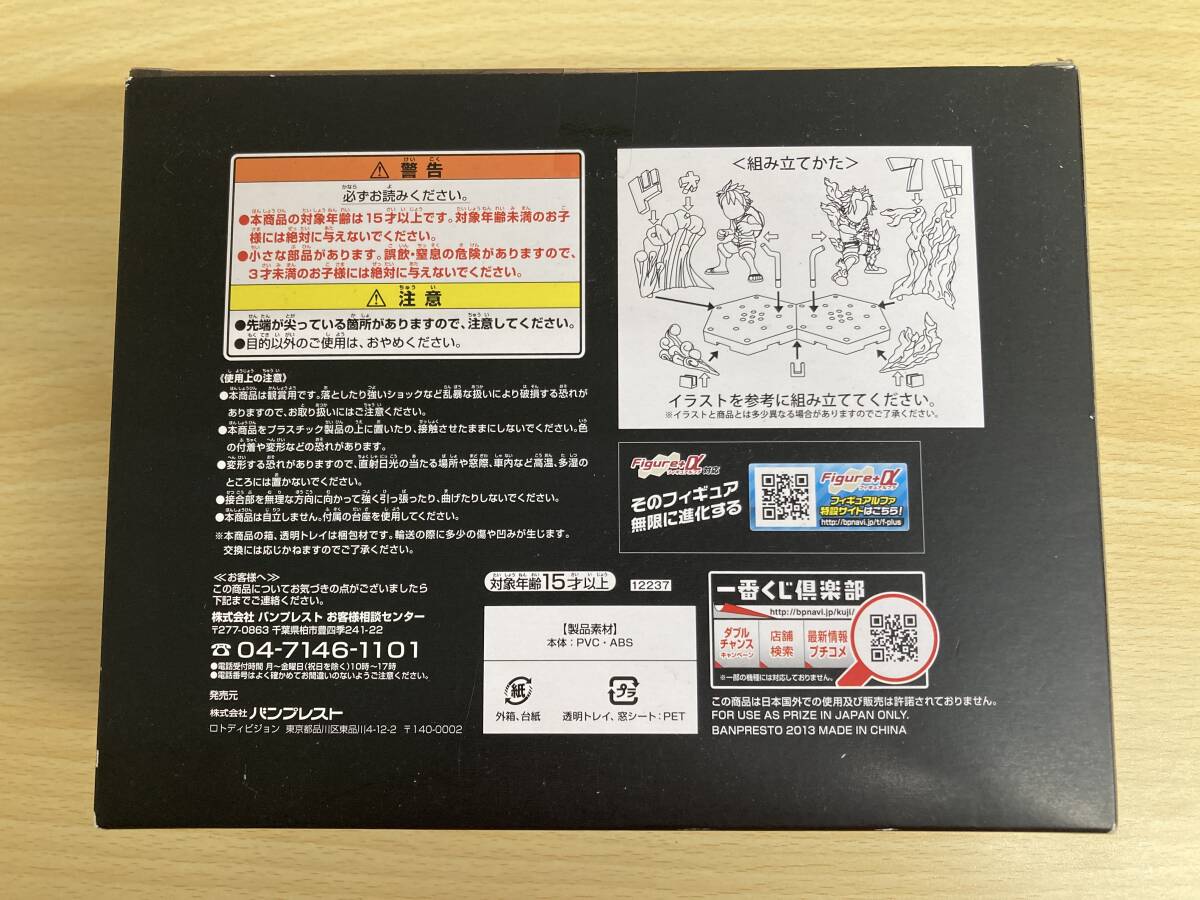 ⚠警告
必ずお読みください。
●本商品の対象年齢は15才以上です。対象年齢未満のお子
様には絶対に与えないでください。
●小さな部品があります。誤飲・窒息の危険がありますので、
3才未満のお子様には絶対に与えないでください。
⚠注意
●先端が尖っている箇所がありますので、注意してください。
●目的以外のご使用は、おやめください。
《使用上の注意》
●本商品は観賞用です。落としたり強いショックなど乱暴な扱いにより破損する恐れが
ありますので、お取り扱いにはご注意ください。
●本商品をプラスチック製品の上に置いたり、接触させたままにしないでください。色
の付着や変形などの恐れがあります。
●変形する恐れがありますので、直射日光の当たる場所や窓際、車内など高温、多湿の
ところには置かないでください。
●接合部を無理な方向に向かって強く引っ張ったり、曲げたりしないでください。
●本商品は自立しません。付属の台座を使用してください。
※本商品の箱、透明トレイは梱包材です。輸送の際に多少の傷や凹みが生じます。
交換には応じかねますのでご了承ください。
≪お客様へ≫
この商品についてお気づきの点がございましたら
下記までご連絡ください。
株式会社 バンプレスト お客様相談センター
〒277-0863 千葉県柏市豊四季241-22
☎04-7146-1101
●電話受付時間 月~金曜日(祝日を除く)10時~17時
●電話番号はよく確かめてお間違いのないようご注意ください。
発売元
株式会社 バンプレスト
ロトディビジョン 東京都品川区東品川4-12-2 〒140-0002
<組み立てかた>
イラストを参考に組み立ててください。
※イラストと商品とは多少異なる場合がありますのでご了承ください。
Figure+α対応
フィギュアルファ
そのフィギュア
無限に進化する
Figure+α
フィギュアルファ
フィギュアルファ
特設サイトはこちら!
http://bpnavi.jp/t/f-plus
対象年齢15才以上
12237
【製品素材】
本体:PVC・ABS
紙
外箱、台紙
プラ
透明トレイ、窓シート:PET
一番くじ倶楽部
http://bpnavi.jp/kuji/
ダブル
チャンス
キャンペーン
店舗
検索
最新情報
プチコメ
※一部の機種には対応しておりません。
この商品は日本国外での使用及び販売は許諾されておりません。
FOR USE AS PRIZE IN JAPAN ONLY.
BANPRESTO 2013 MADE IN CHINA